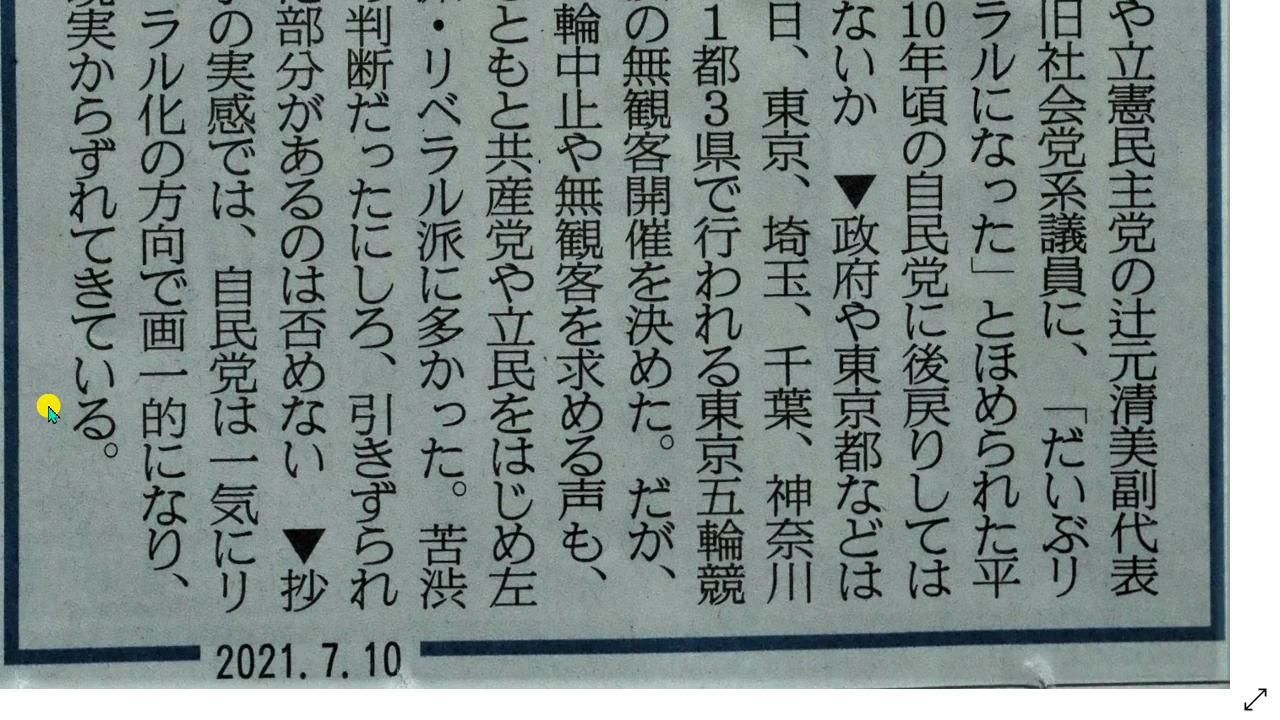 や立憲民主党の辻元清美副代表
旧社会党系議員に、「だいぶリ
ラルになった」とほめられた平
10年頃の自民党に後戻りしては
ないか　▼政府や東京都などは
日、東京、埼玉、千葉、神奈川
1都3県で行われる東京五輪競
の無観客開催を決めた。だが、
輪中止や無観客を求める声も、
ともと共産党や立民をはじめ左
・リベラル派に多かった。苦渋
判断だったにしろ、引きずられ
部分があるのは否めない　▼抄
の実感では、自民党は一気にリ
ラル化の方向で画一的になり、
実からずれてきている。
2021.7.10